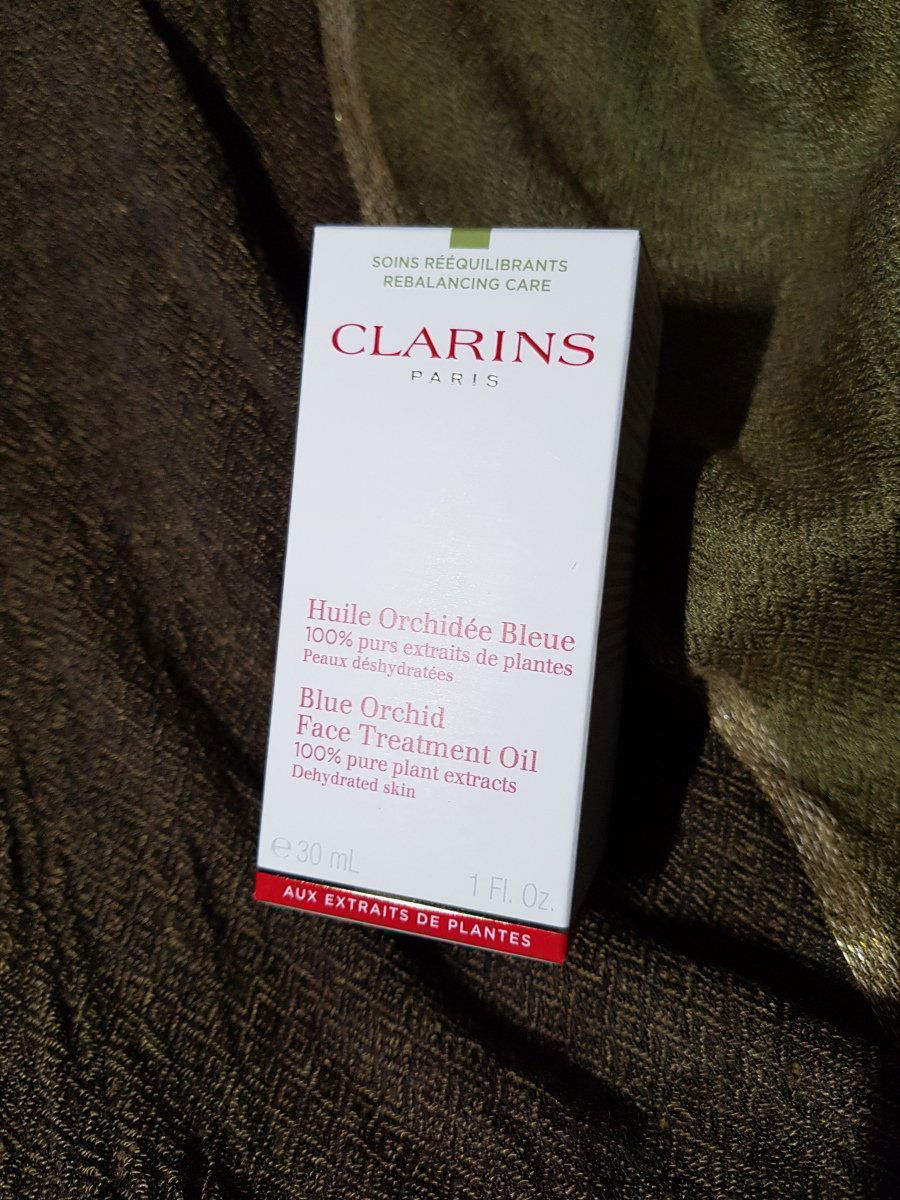 SOINS RÉÉQUILIBRANTS
REBALANCING CARE
CLARINS
PARIS
Huile Orchidée Bleue
100% purs extraits de plantes
Peaux déshydratées
Blue Orchid
Face Treatment Oil
100% pure plant extracts
Dehydrated skin
℮ 30 mL
1 Fl. Oz.
AUX EXTRAITS DE PLANTES